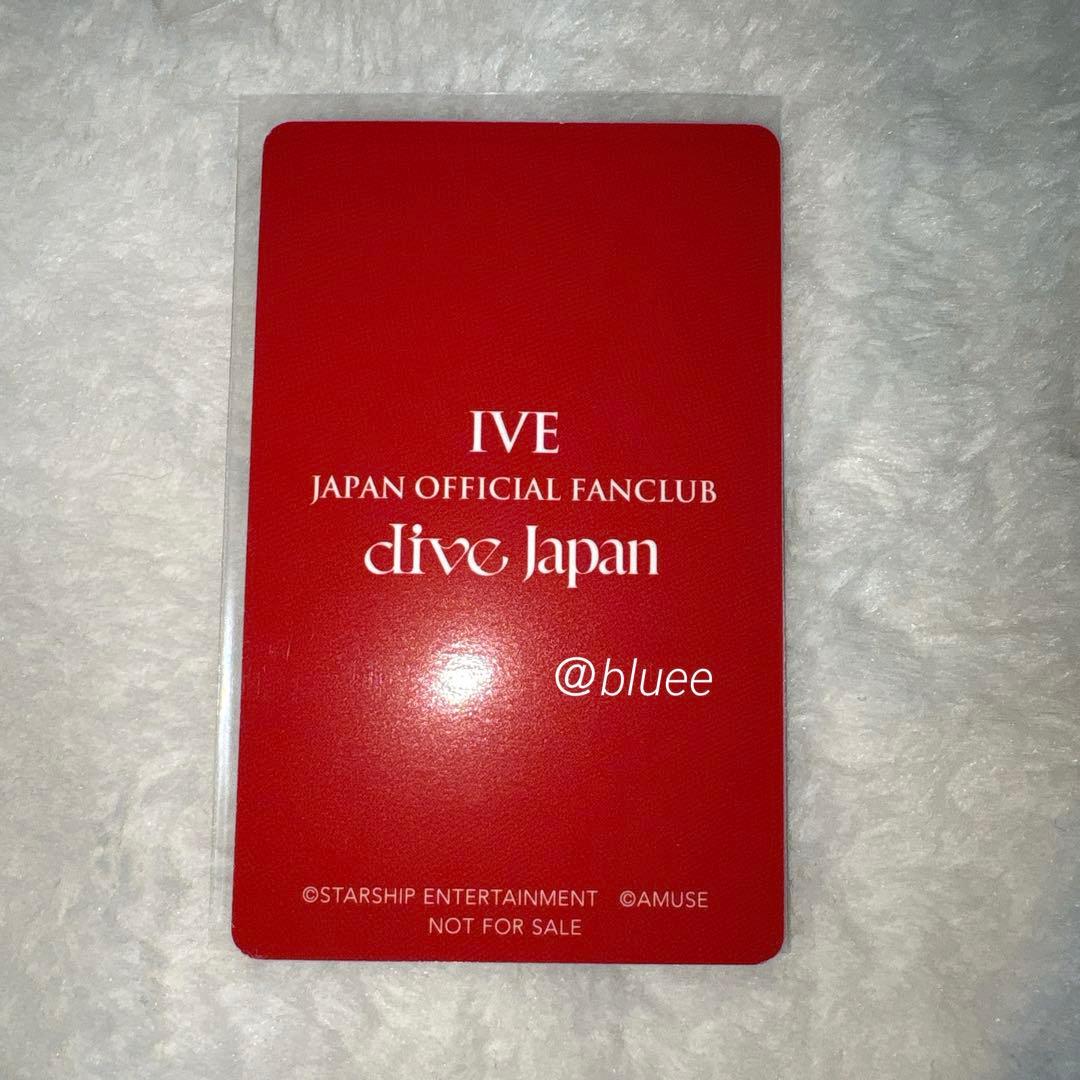 IVE
JAPAN OFFICIAL FANCLUB
dive Japan
@bluee
©STARSHIP ENTERTAINMENT ©AMUSE
NOT FOR SALE